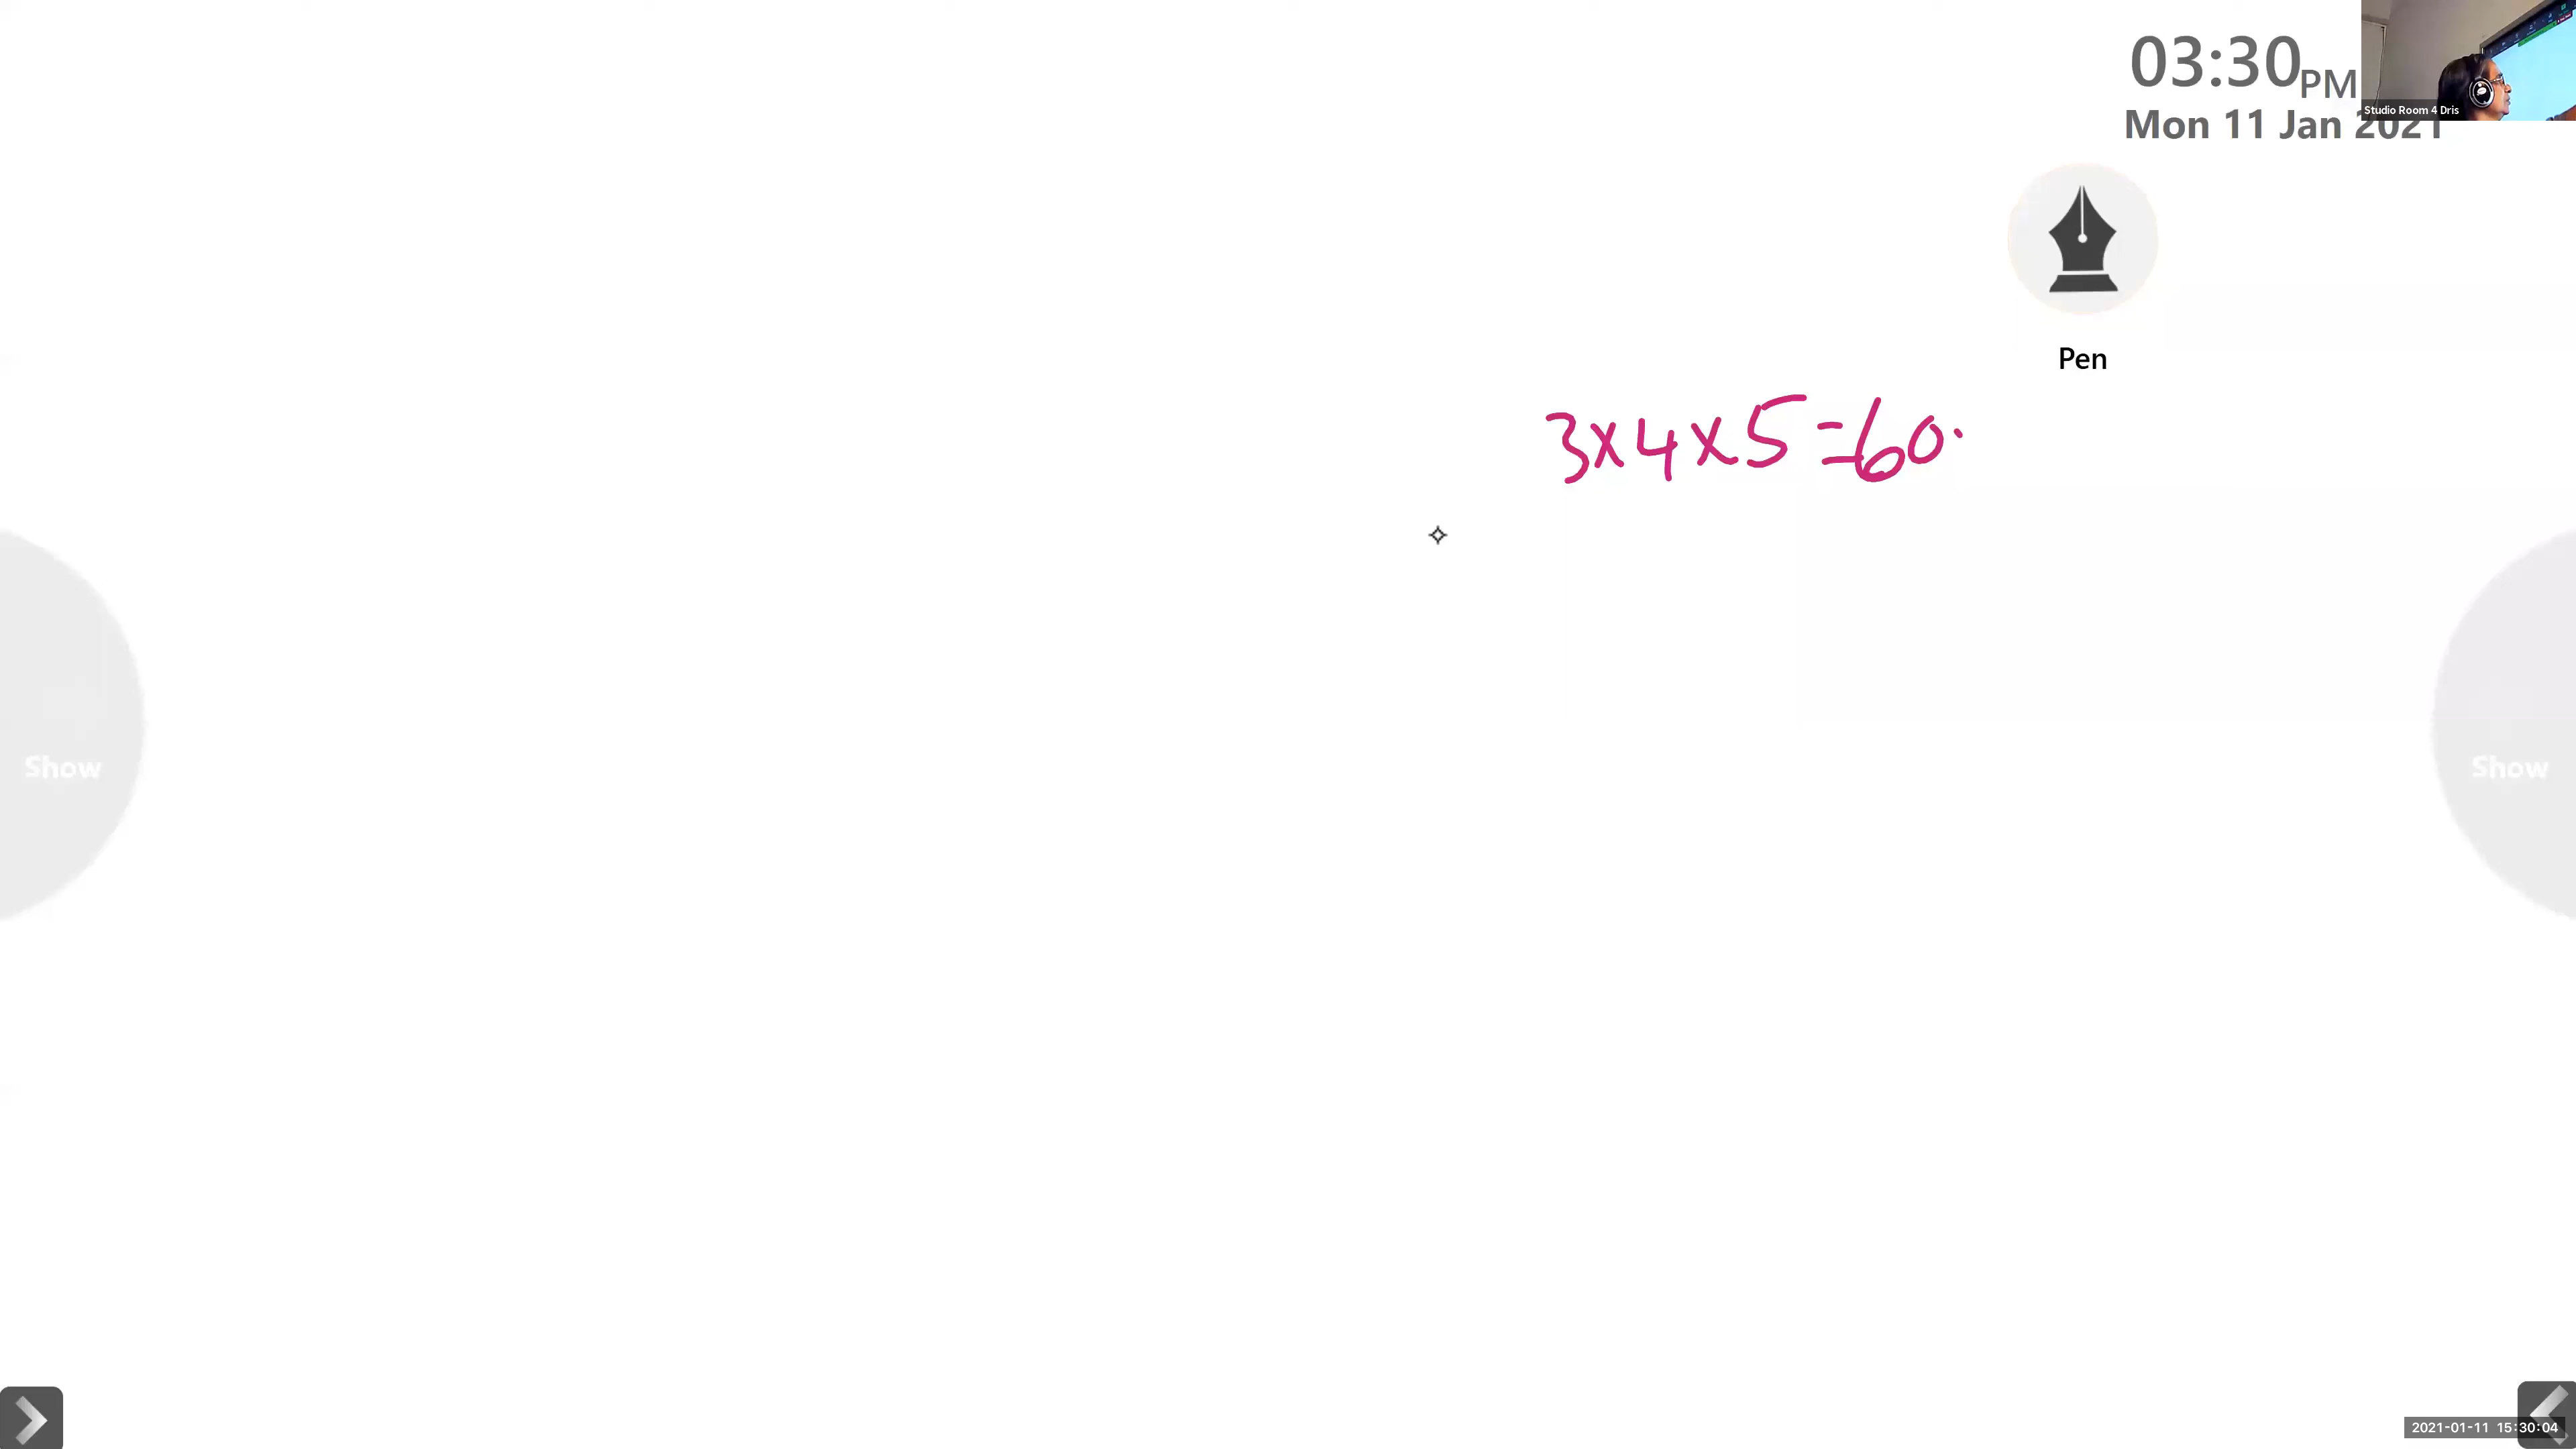 03:30PM
Studio Room 4 Dris
Mon 11 Jan 2021
Pen
3x4x5=60.
Show
Show
2021-01-11 15:30:04